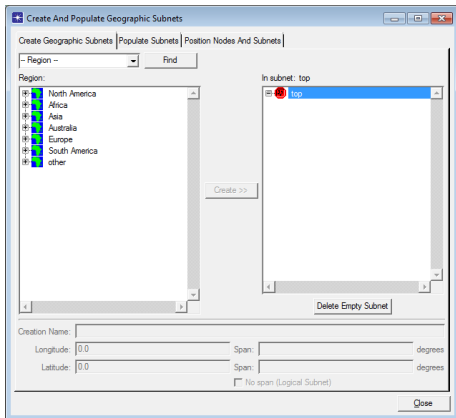 Create And Populate Geographic Subnets
Create Geographic Subnets Populate Subnets Position Nodes And Subnets
-- Region -- Find
Region: In subnet: top
North America top
Africa
Asia
Australia
Europe
South America
other
Create >>
Delete Empty Subnet
Creation Name:
Longitude: 0.0 Span: degrees
Latitude: 0.0 Span: degrees
No span (Logical Subnet)
Close